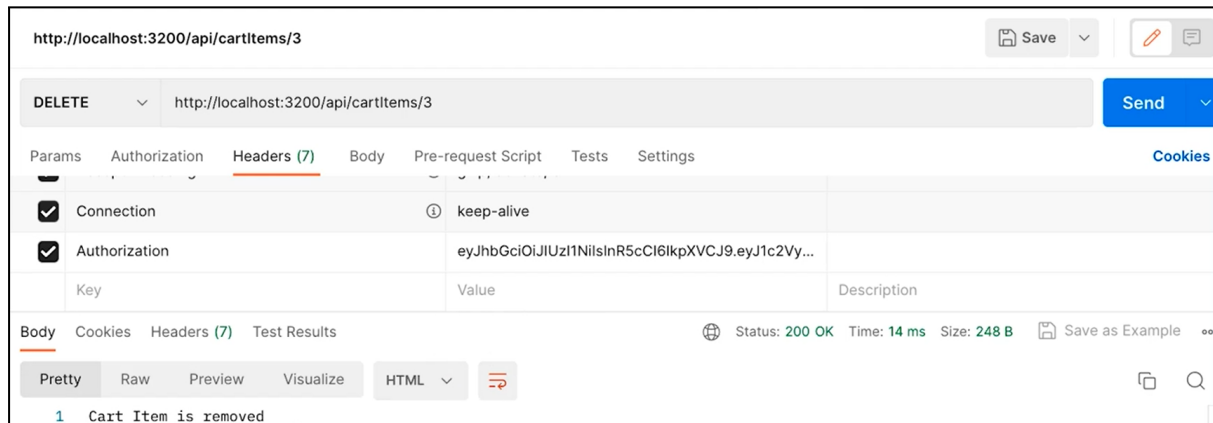 http://localhost:3200/api/cartItems/3
Save
DELETE
http://localhost:3200/api/cartItems/3
Send
Params Authorization Headers (7) Body Pre-request Script Tests Settings
Cookies
Connection keep-alive
Authorization eyJhbGciOiJIUzI1NiIsInR5cCI6IkpXVCJ9.eyJ1c2Vy...
Key Value Description
Body Cookies Headers (7) Test Results
Status: 200 OK Time: 14 ms Size: 248 B
Save as Example
Pretty Raw Preview Visualize HTML
1 Cart Item is removed